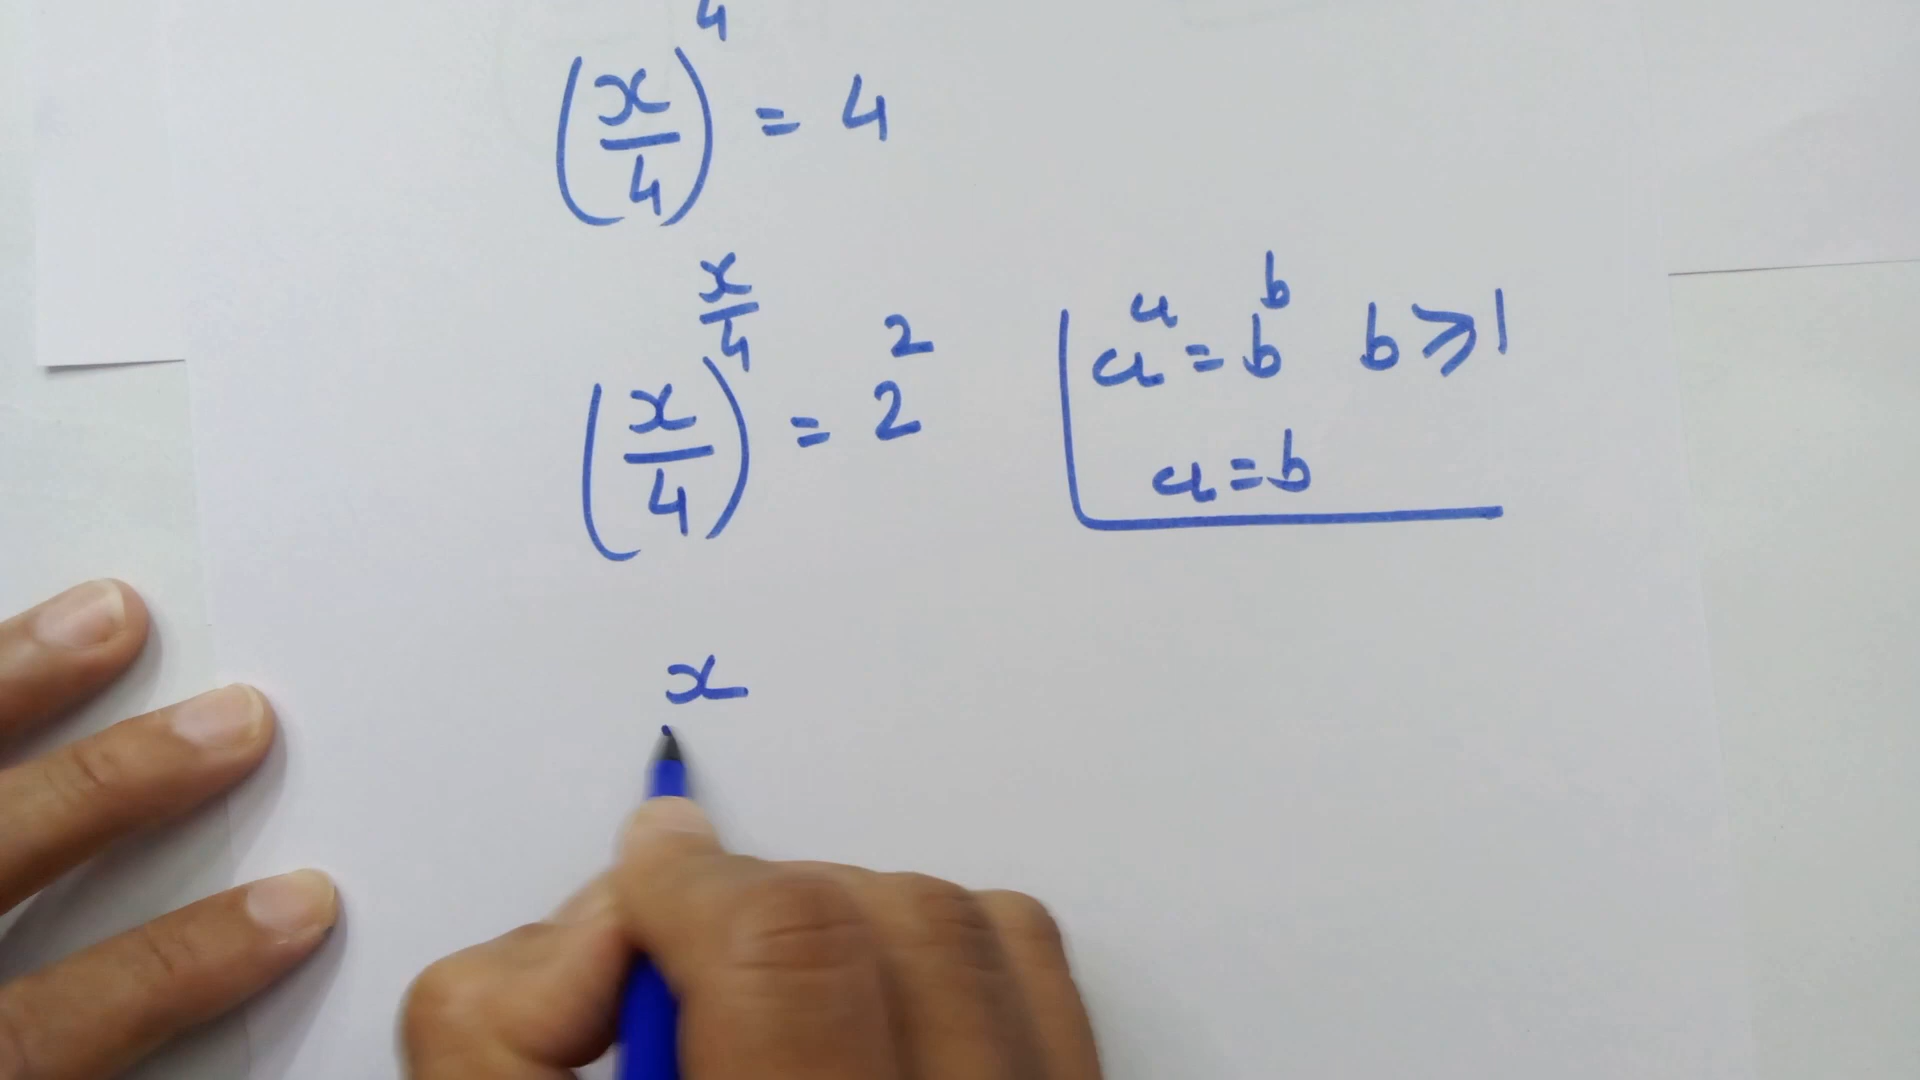 (x/4)^4 = 4
(x/4)^(x/4) = 2^2
a^a = b^b b ⩾ 1
a = b
x